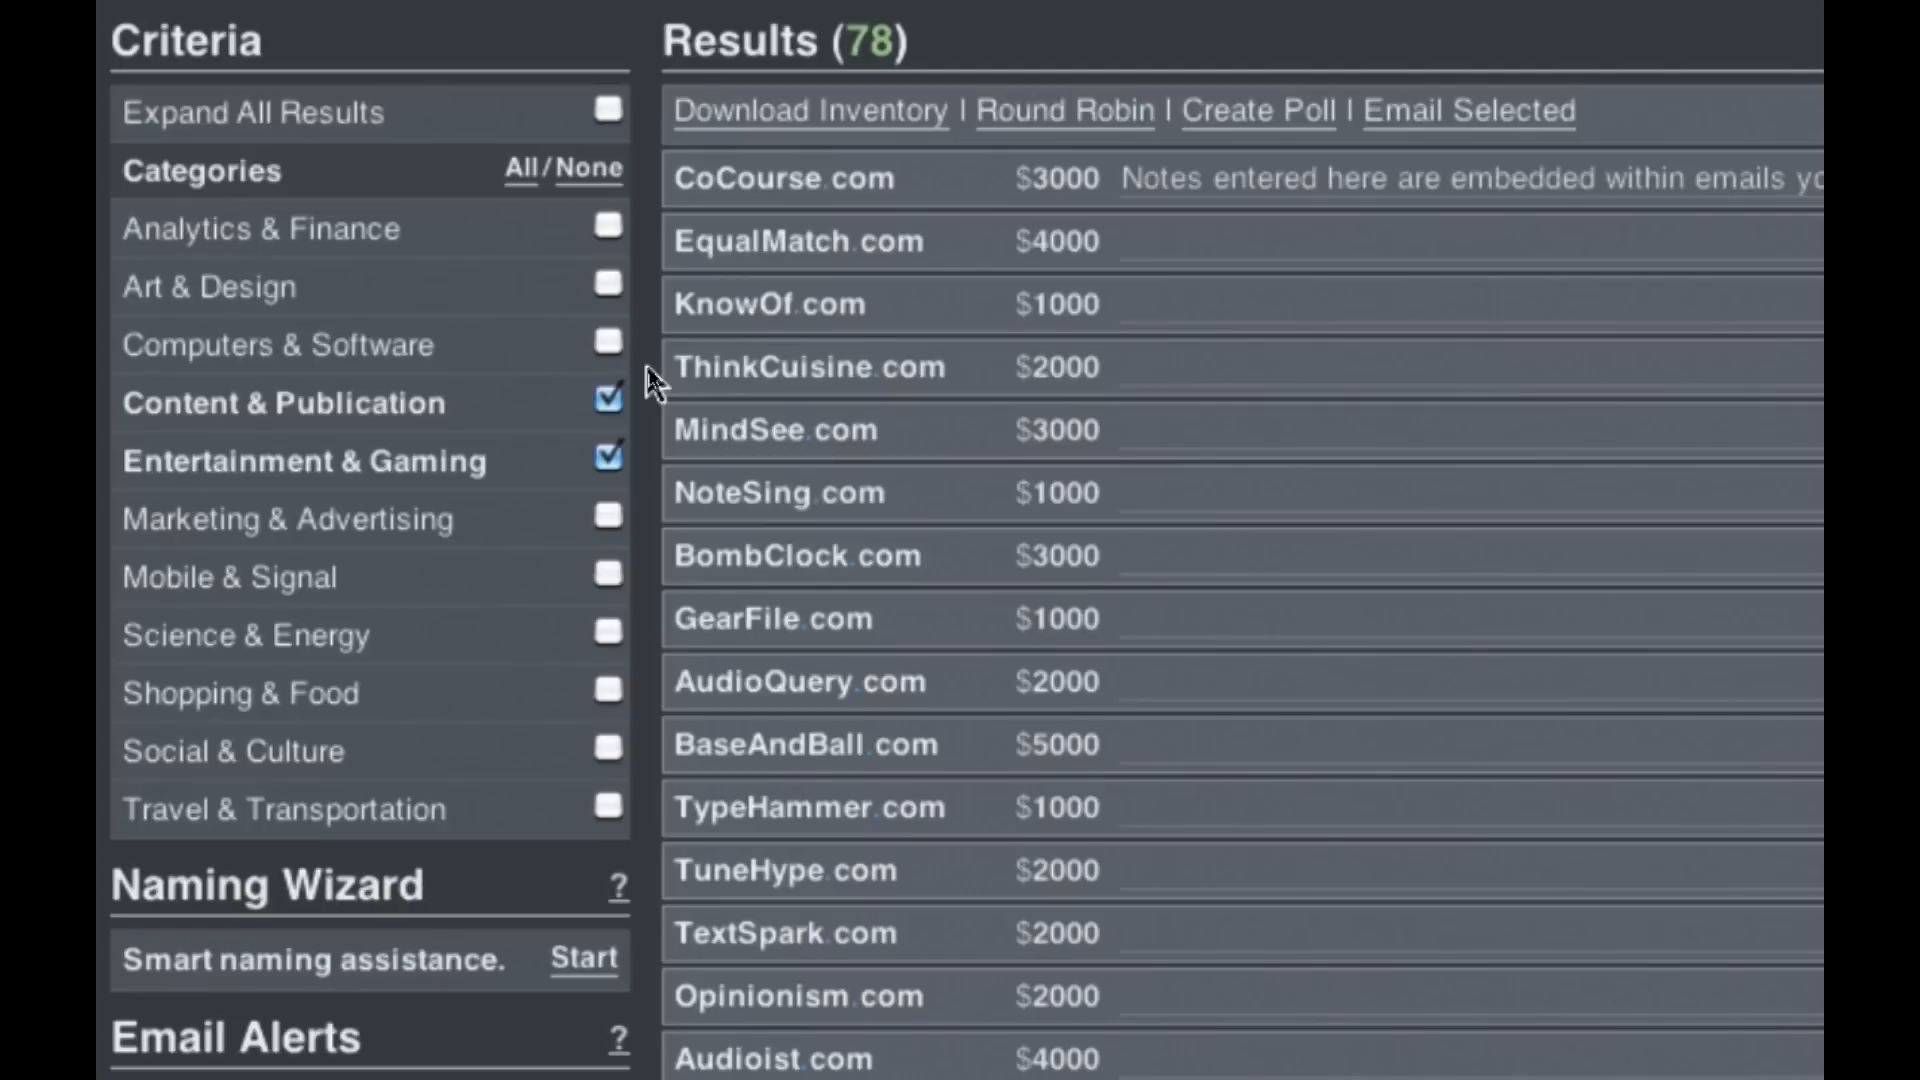 Criteria
Expand All Results
Categories All/None
Analytics & Finance
Art & Design
Computers & Software
Content & Publication
Entertainment & Gaming
Marketing & Advertising
Mobile & Signal
Science & Energy
Shopping & Food
Social & Culture
Travel & Transportation
Naming Wizard ?
Smart naming assistance. Start
Email Alerts ?
Results (78)
Download Inventory | Round Robin | Create Poll | Email Selected
CoCourse.com $3000 Notes entered here are embedded within emails
EqualMatch.com $4000
KnowOf.com $1000
ThinkCuisine.com $2000
MindSee.com $3000
NoteSing.com $1000
BombClock.com $3000
GearFile.com $1000
AudioQuery.com $2000
BaseAndBall.com $5000
TypeHammer.com $1000
TuneHype.com $2000
TextSpark.com $2000
Opinionism.com $2000
Audioist.com $4000